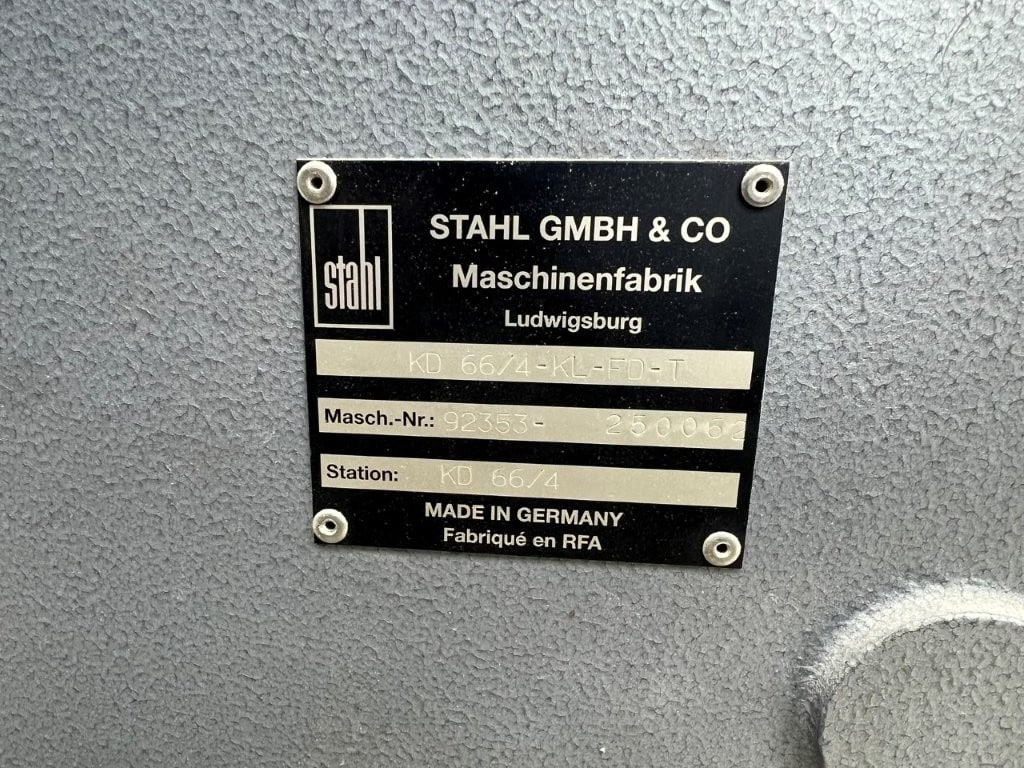 stahl
STAHL GMBH & CO
Maschinenfabrik
Ludwigsburg
KD 66/4-KL-FD-T
Masch.-Nr.: 92353- 250062
Station: KD 66/4
MADE IN GERMANY
Fabriqué en RFA